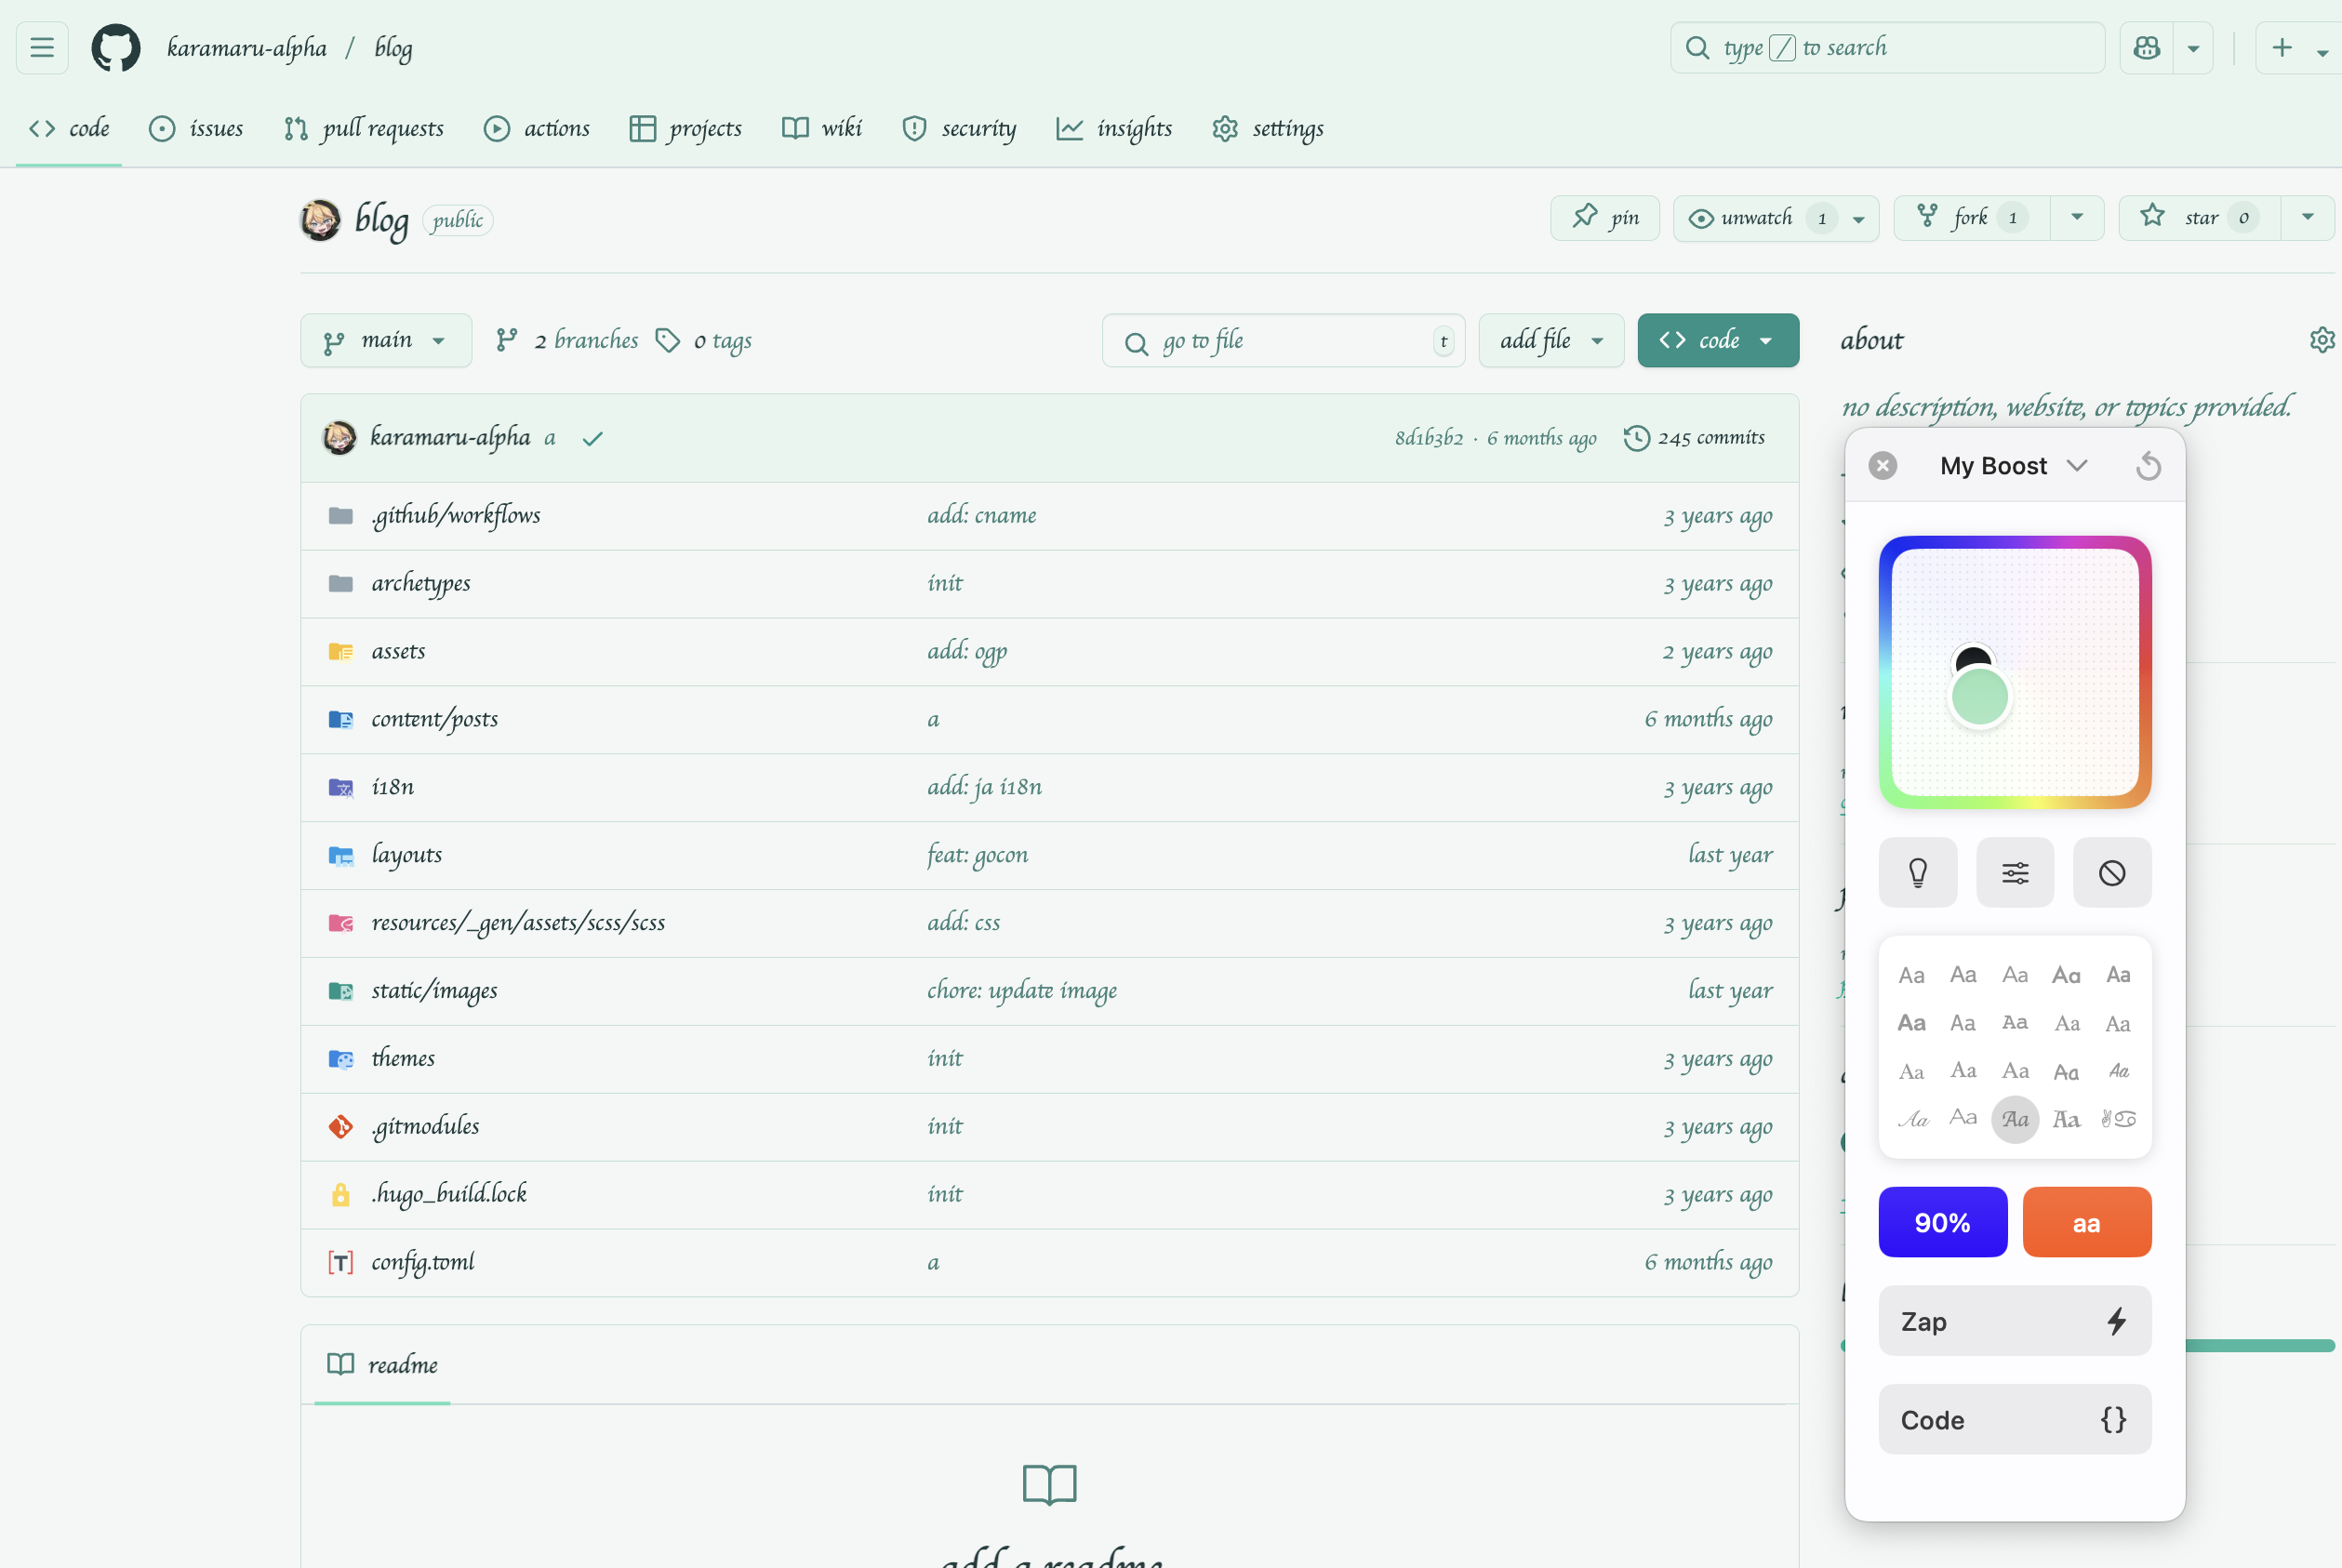 karamaru-alpha / blog
type / to search
code issues pull requests actions projects wiki security insights settings
blog public
pin unwatch 1 fork 1 star 0
main 2 branches 0 tags
go to file t add file code
about
no description, website, or topics provided.
karamaru-alpha a 8d1b3b2 · 6 months ago 245 commits
.github/workflows add: cname 3 years ago
archetypes init 3 years ago
assets add: ogp 2 years ago
content/posts a 6 months ago
i18n add: ja i18n 3 years ago
layouts feat: gocon last year
resources/_gen/assets/scss/scss add: css 3 years ago
static/images chore: update image last year
themes init 3 years ago
.gitmodules init 3 years ago
.hugo_build.lock init 3 years ago
config.toml a 6 months ago
readme
add a readme
My Boost
Aa Aa Aa Aa Aa
Aa Aa Aa Aa Aa
Aa Aa Aa Aa Aa
Aa Aa Aa Aa ✌♋
90% aa
Zap
Code {}